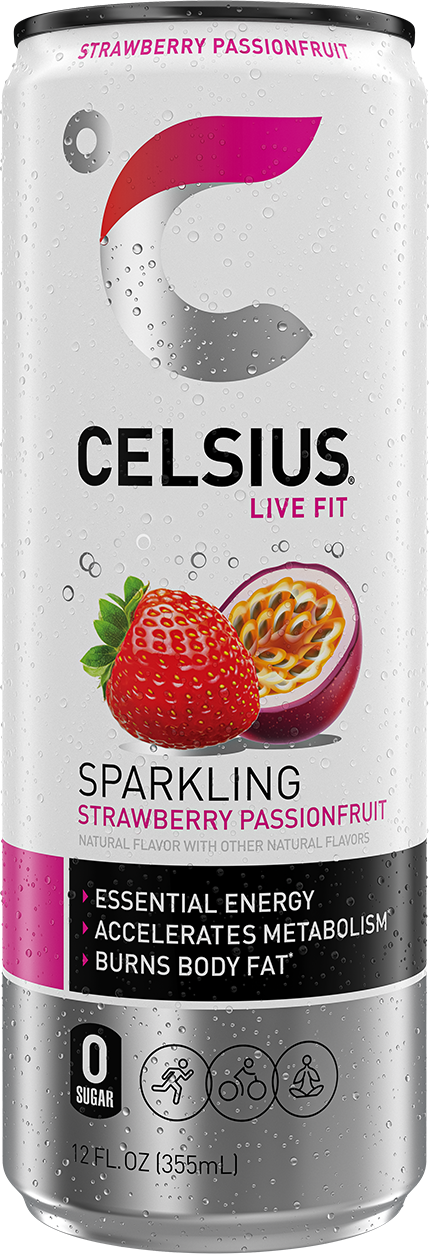 STRAWBERRY PASSIONFRUIT
CELSIUS®
LIVE FIT
SPARKLING
STRAWBERRY PASSIONFRUIT
NATURAL FLAVOR WITH OTHER NATURAL FLAVORS
ESSENTIAL ENERGY
ACCELERATES METABOLISM*
BURNS BODY FAT*
0
SUGAR
12 FL.OZ (355mL)